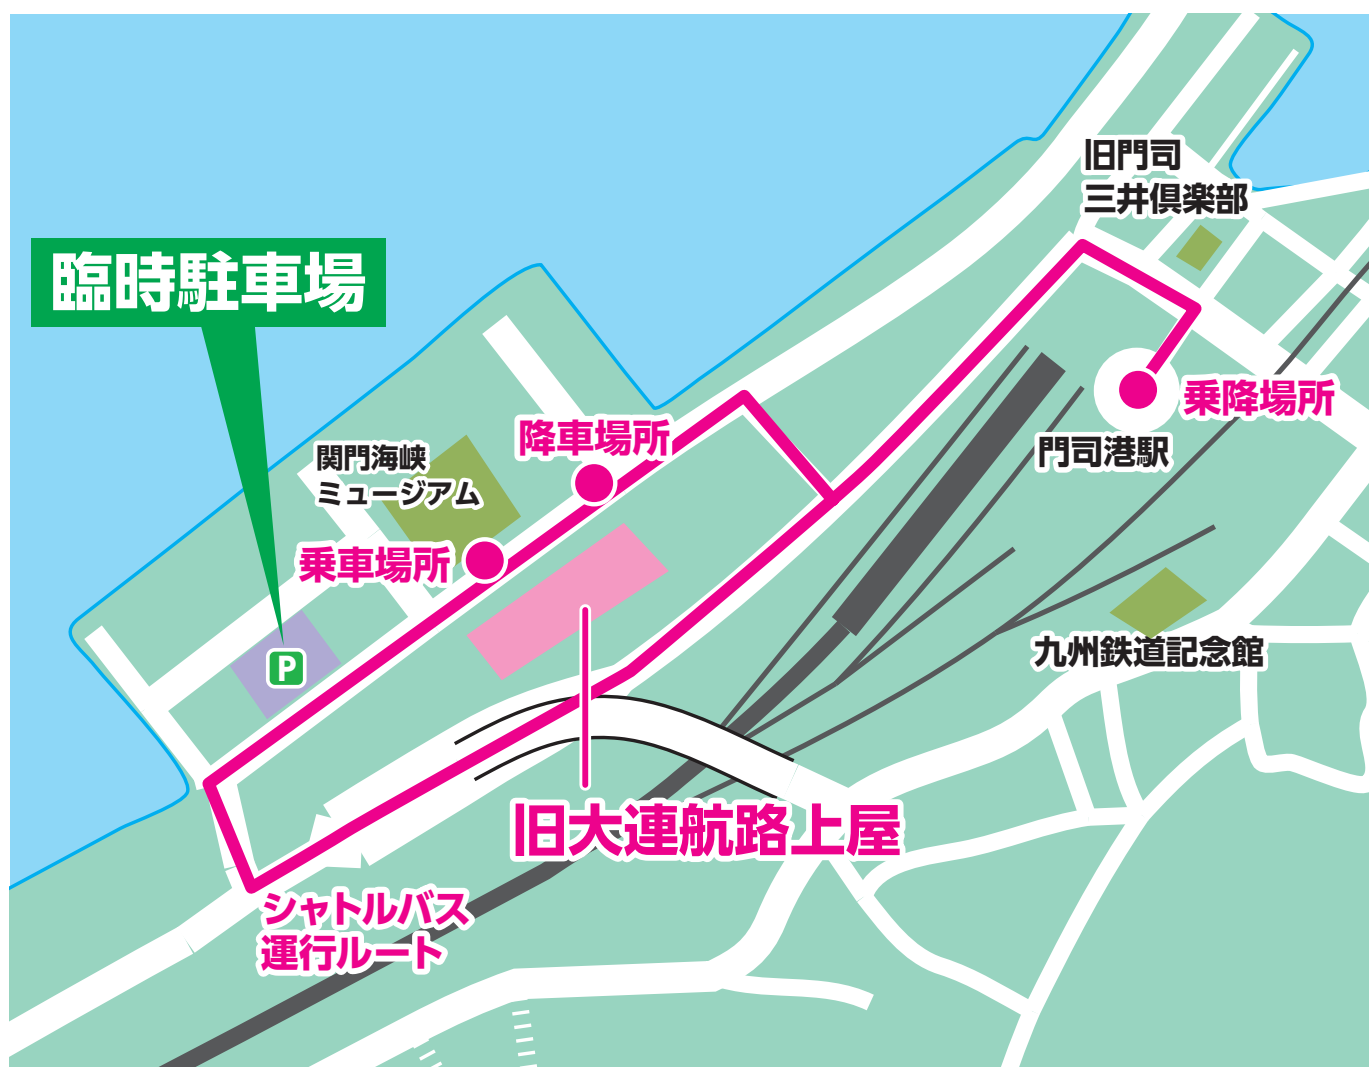 旧門司
三井倶楽部
臨時駐車場
乗降場所
門司港駅
降車場所
関門海峡
ミュージアム
乗車場所
P
九州鉄道記念館
旧大連航路上屋
シャトルバス
運行ルート